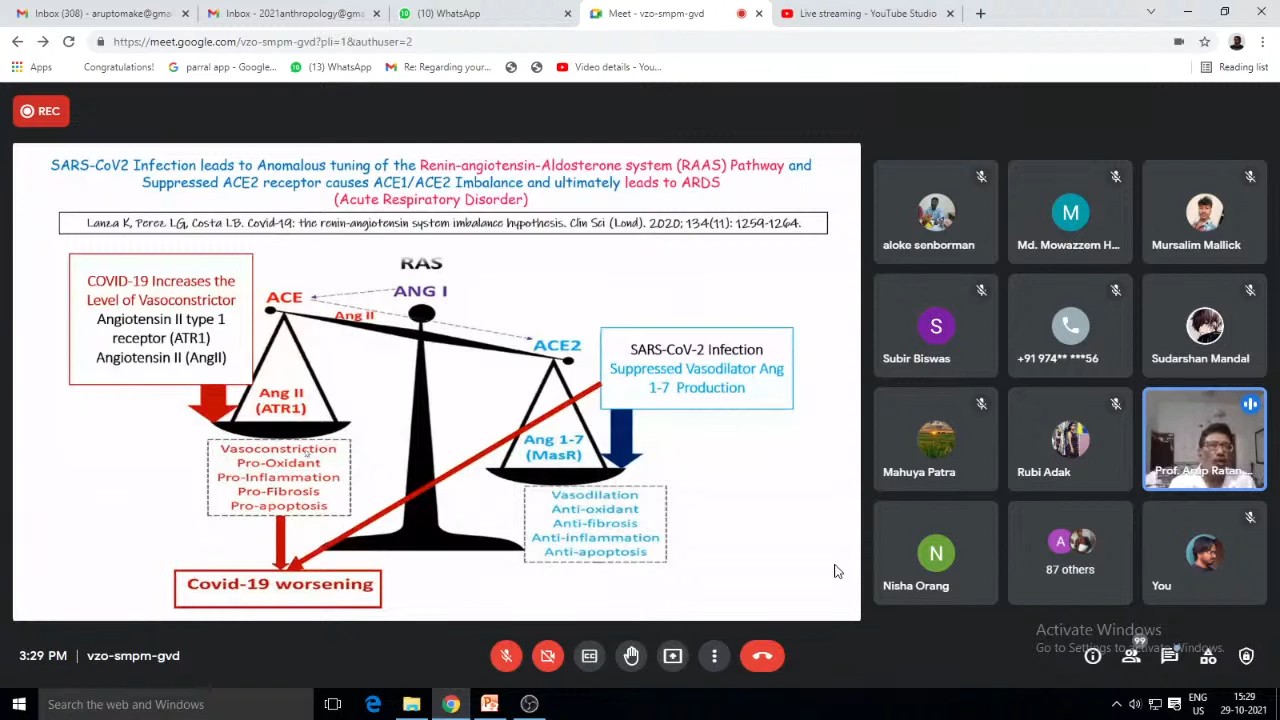 Inbox (308) - aruptomake@gmai
Inbox - 2021anthropology@gma
(10) WhatsApp
Meet - vzo-smpm-gvd
Live streaming - YouTube Studio
https://meet.google.com/vzo-smpm-gvd?pli=1&authuser=2
Apps
Congratulations!
parral app - Google...
(13) WhatsApp
Re: Regarding your...
Video details - You...
Reading list
REC
SARS-CoV2 Infection leads to Anomalous tuning of the Renin-angiotensin-Aldosterone system (RAAS) Pathway and
Suppressed ACE2 receptor causes ACE1/ACE2 Imbalance and ultimately leads to ARDS
(Acute Respiratory Disorder)
Lanza K, Perez LG, Costa LB. Covid-19: the renin-angiotensin system imbalance hypothesis. Clin Sci (Lond). 2020; 134(11): 1259-1264.
COVID-19 Increases the
Level of Vasoconstrictor
Angiotensin II type 1
receptor (ATR1)
Angiotensin II (AngII)
RAS
ANG I
ACE
Ang II
ACE2
SARS-CoV-2 Infection
Suppressed Vasodilator Ang
1-7 Production
Ang II
(ATR1)
Ang 1-7
(MasR)
Vasoconstriction
Pro-Oxidant
Pro-Inflammation
Pro-Fibrosis
Pro-apoptosis
Vasodilation
Anti-oxidant
Anti-fibrosis
Anti-inflammation
Anti-apoptosis
Covid-19 worsening
aloke senborman
M
Md. Mowazzem H...
Mursalim Mallick
S
Subir Biswas
+91 974** ***56
Sudarshan Mandal
Mahuya Patra
Rubi Adak
Prof. Arup Ratan...
N
Nisha Orang
A
87 others
You
Activate Windows
Go to Settings to activate Windows.
99
3:29 PM | vzo-smpm-gvd
Search the web and Windows
ENG
US
15:29
29-10-2021